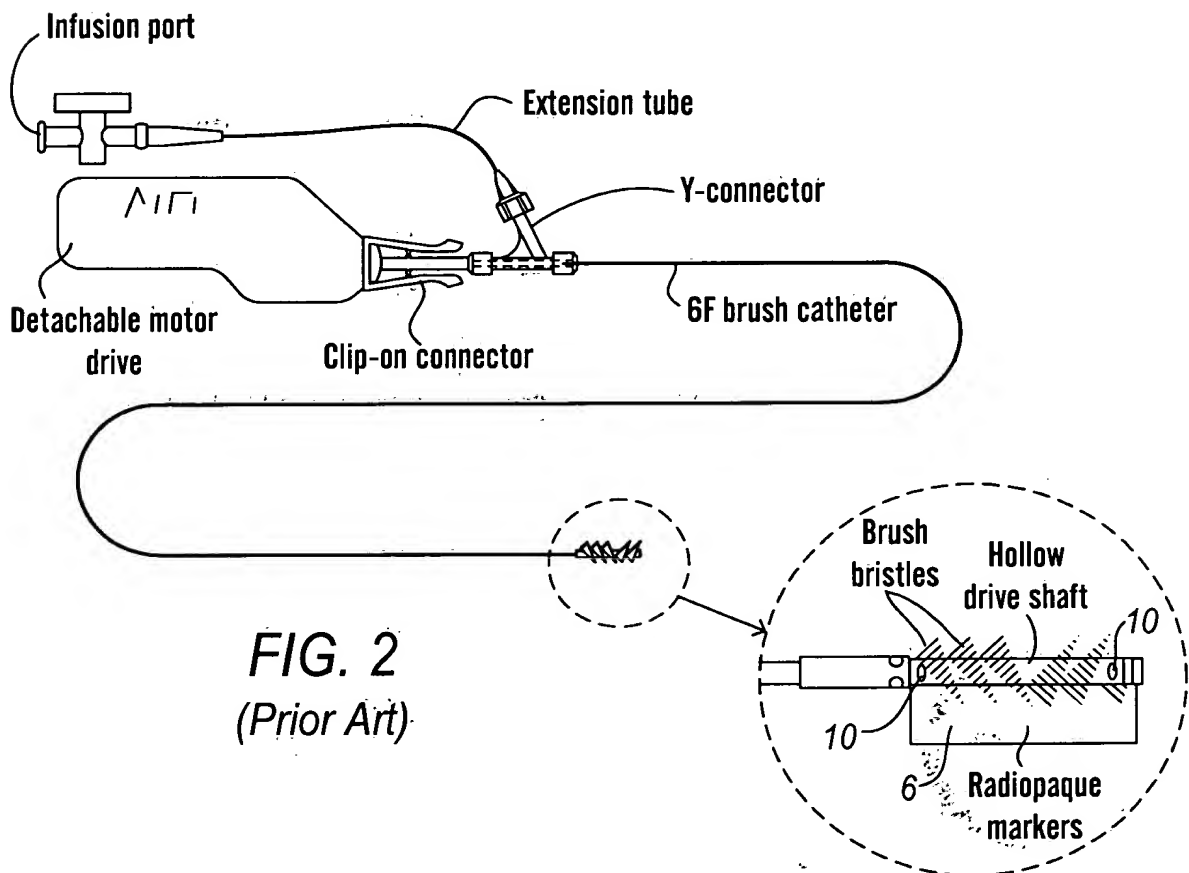 Infusion port
Extension tube
Y-connector
6F brush catheter
Detachable motor
drive
Clip-on connector
FIG. 2
(Prior Art)
Brush
bristles
Hollow
drive shaft
10
10
6
Radiopaque
markers